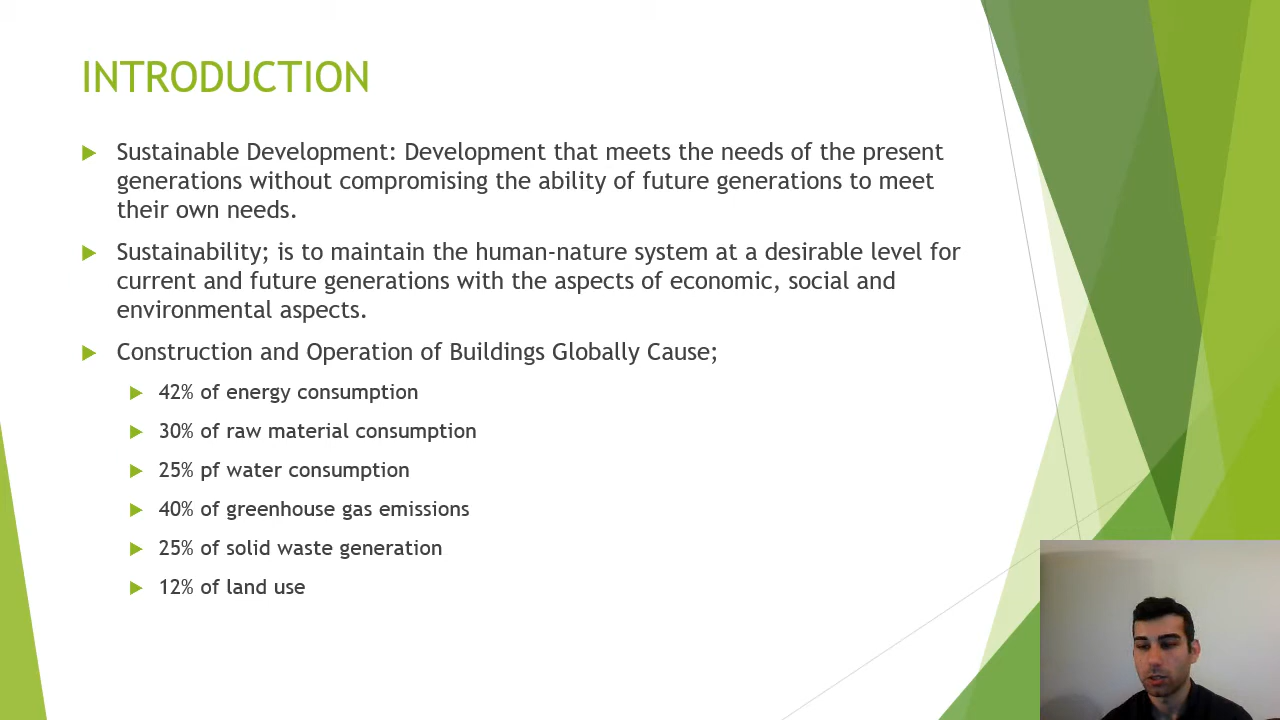 INTRODUCTION
Sustainable Development: Development that meets the needs of the present
generations without compromising the ability of future generations to meet
their own needs.
Sustainability; is to maintain the human-nature system at a desirable level for
current and future generations with the aspects of economic, social and
environmental aspects.
Construction and Operation of Buildings Globally Cause;
42% of energy consumption
30% of raw material consumption
25% pf water consumption
40% of greenhouse gas emissions
25% of solid waste generation
12% of land use